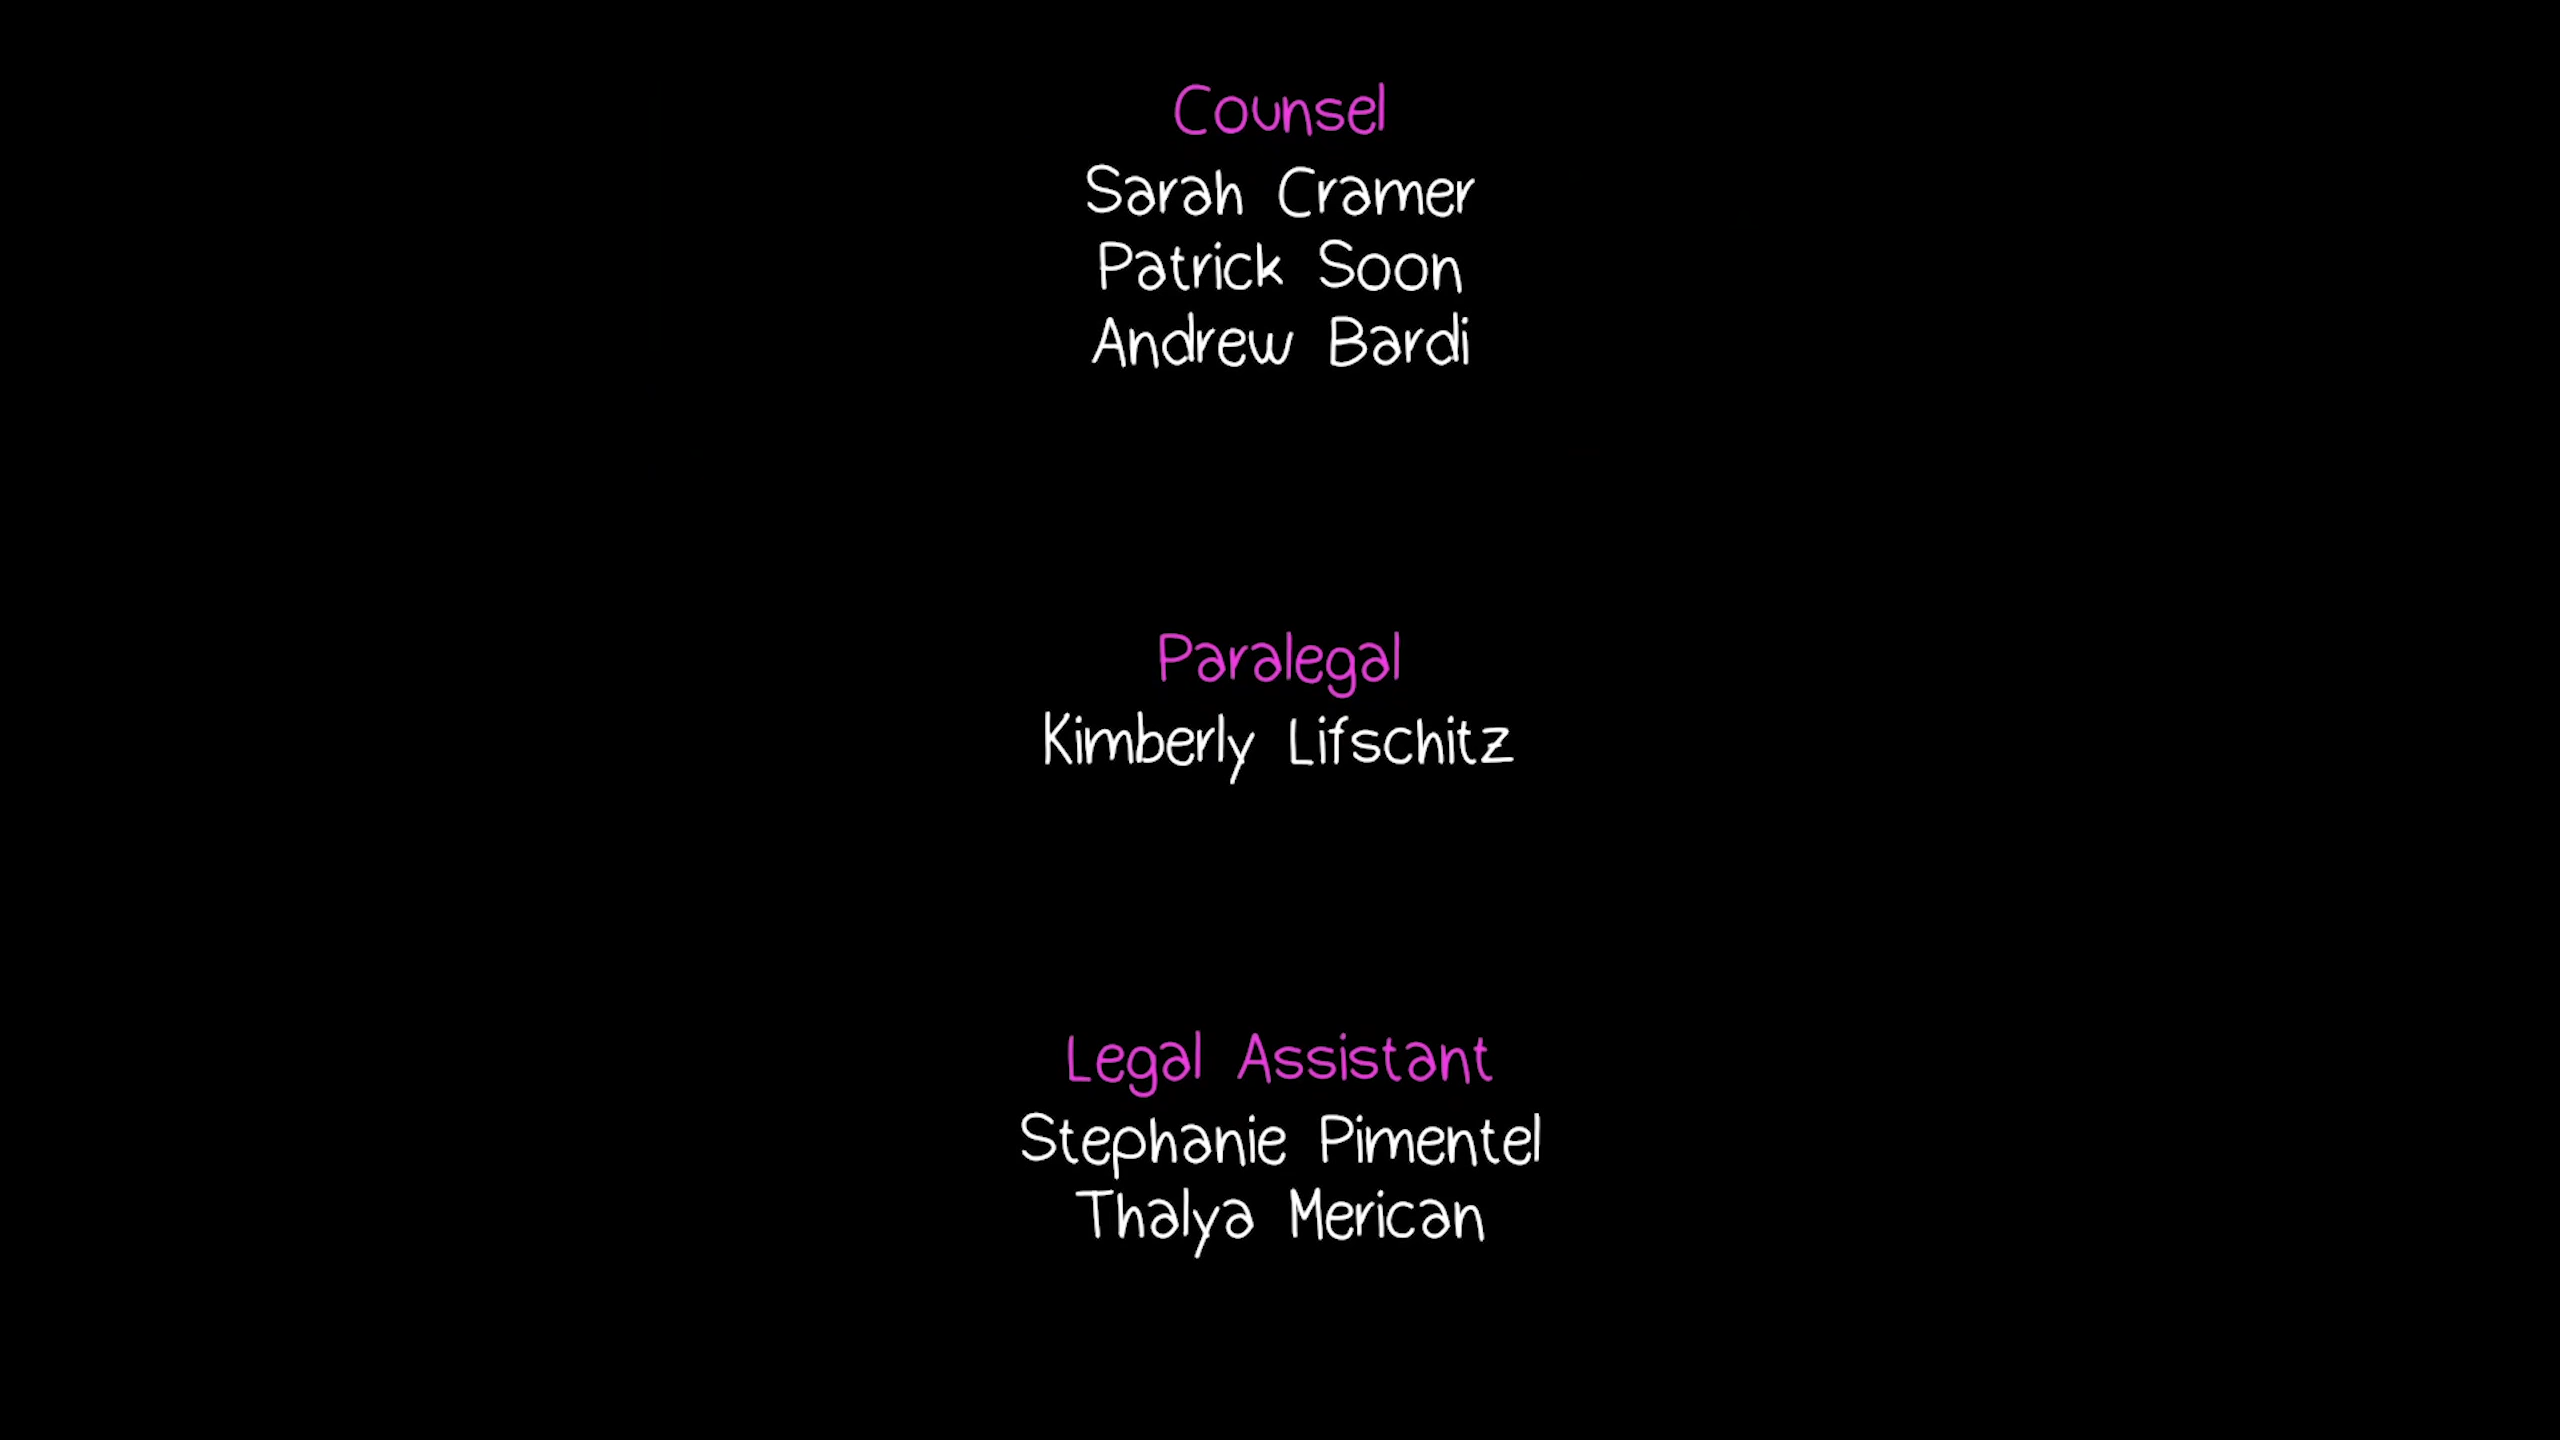 Counsel
Sarah Cramer
Patrick Soon
Andrew Bardi
Paralegal
Kimberly Lifschitz
Legal Assistant
Stephanie Pimentel
Thalya Merican